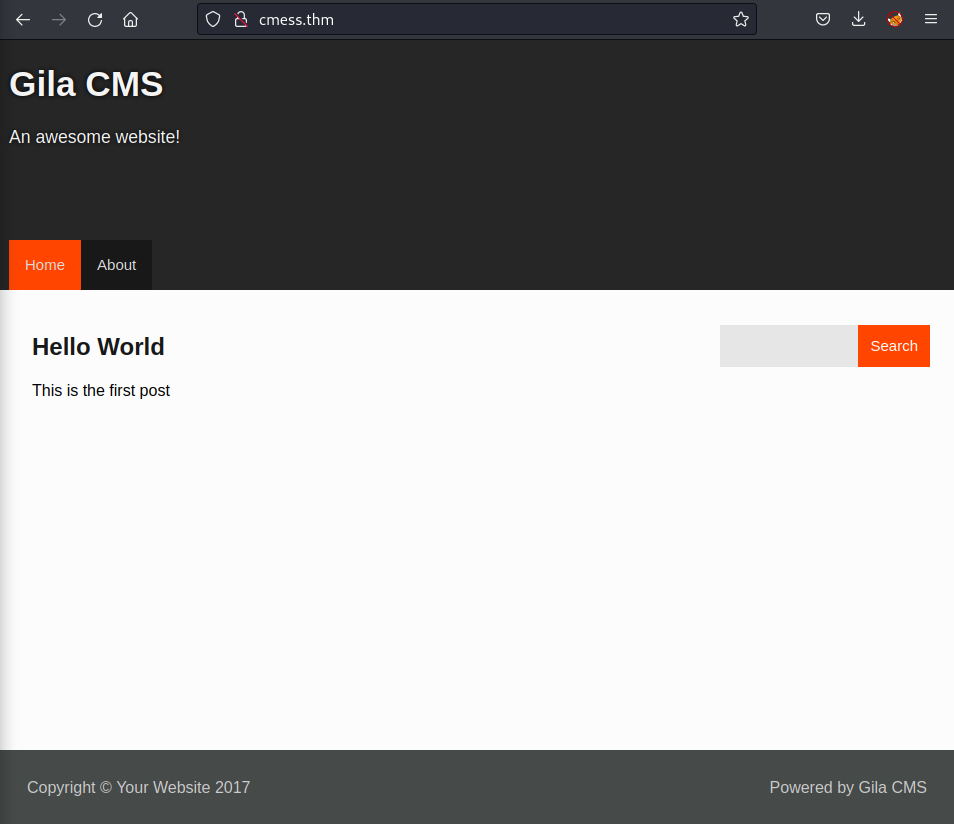 cmess.thm
Gila CMS
An awesome website!
Home About
Hello World
Search
This is the first post
Copyright © Your Website 2017
Powered by Gila CMS